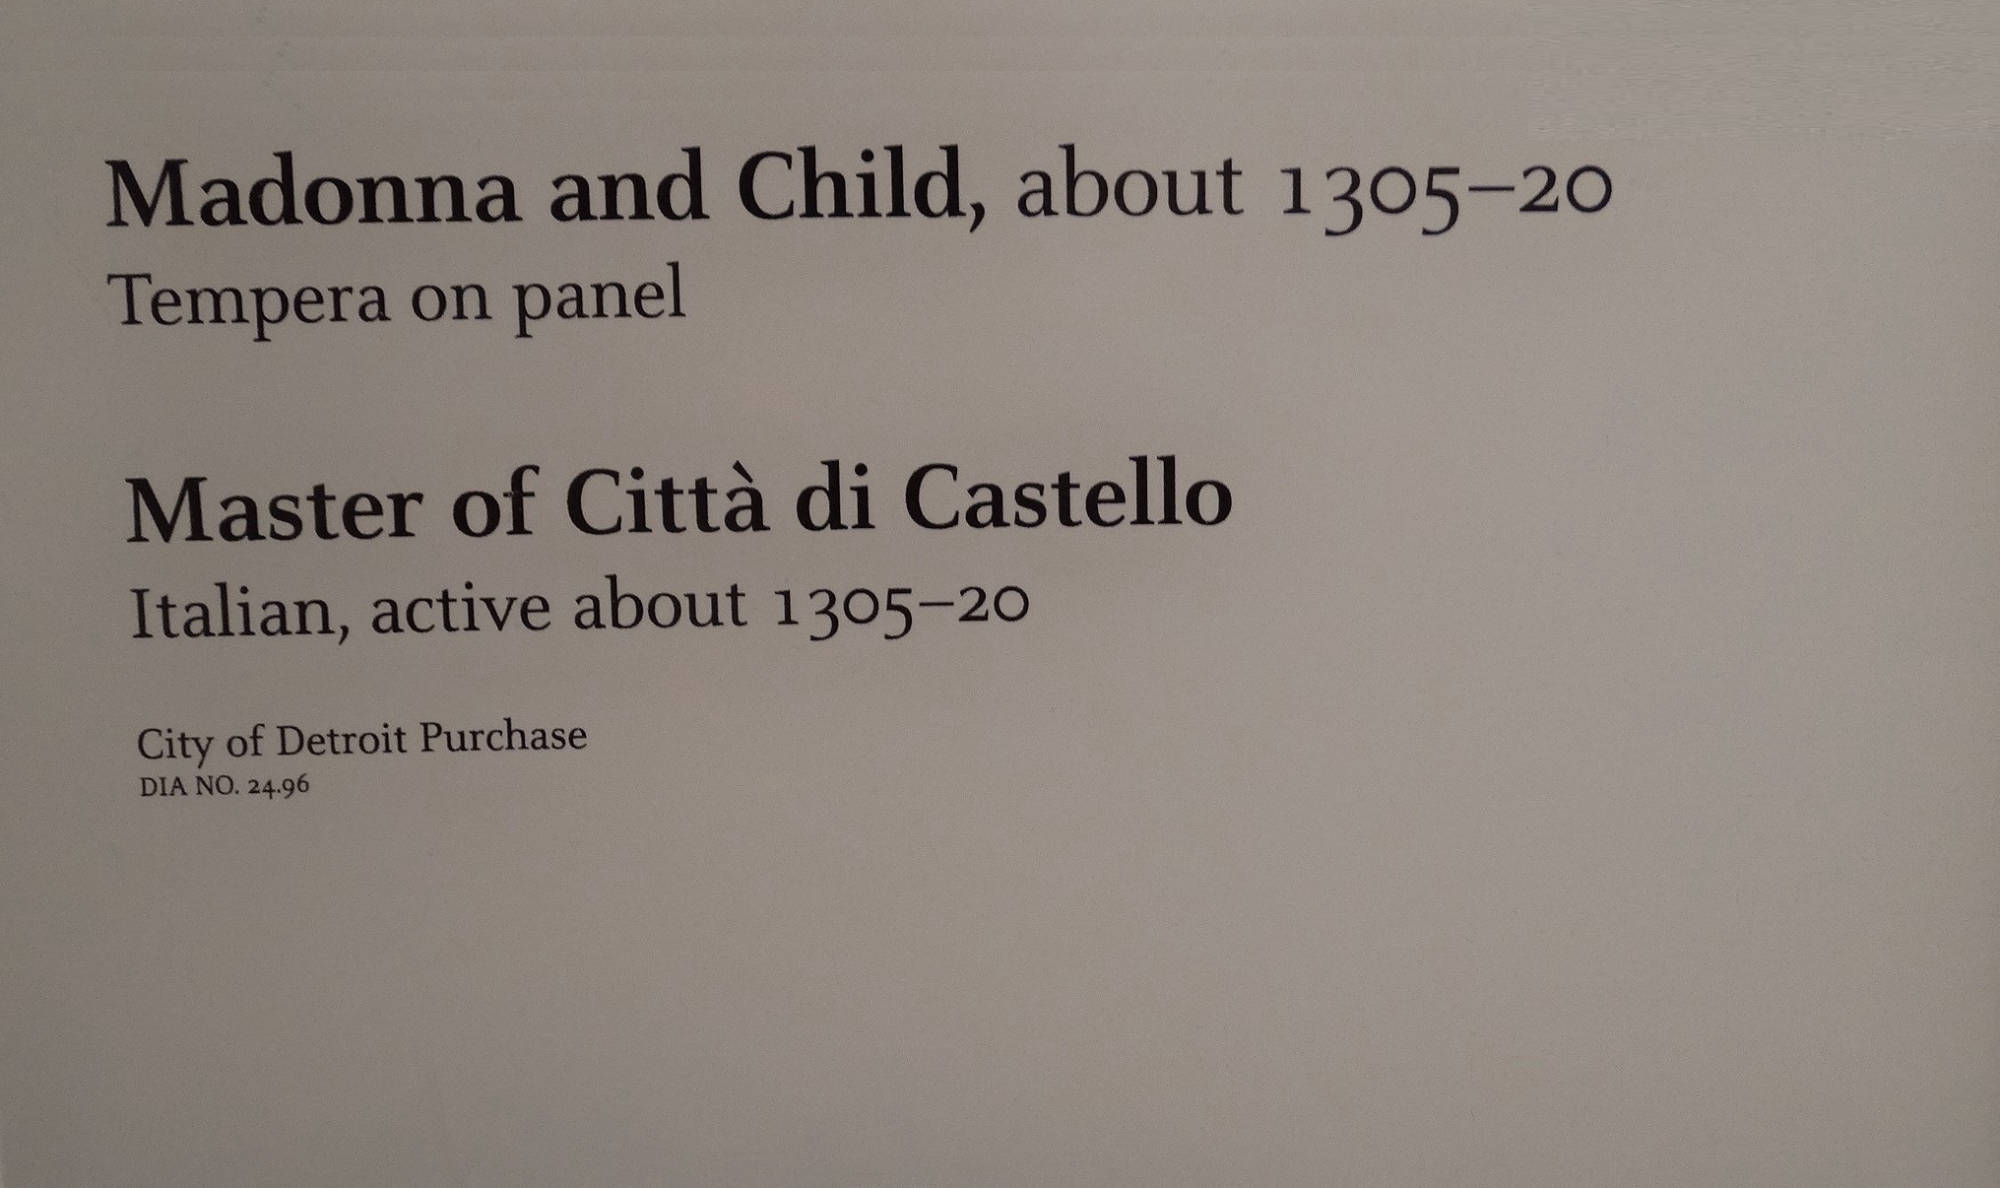 Madonna and Child, about 1305–20
Tempera on panel
Master of Città di Castello
Italian, active about 1305–20
City of Detroit Purchase
DIA NO. 24.96